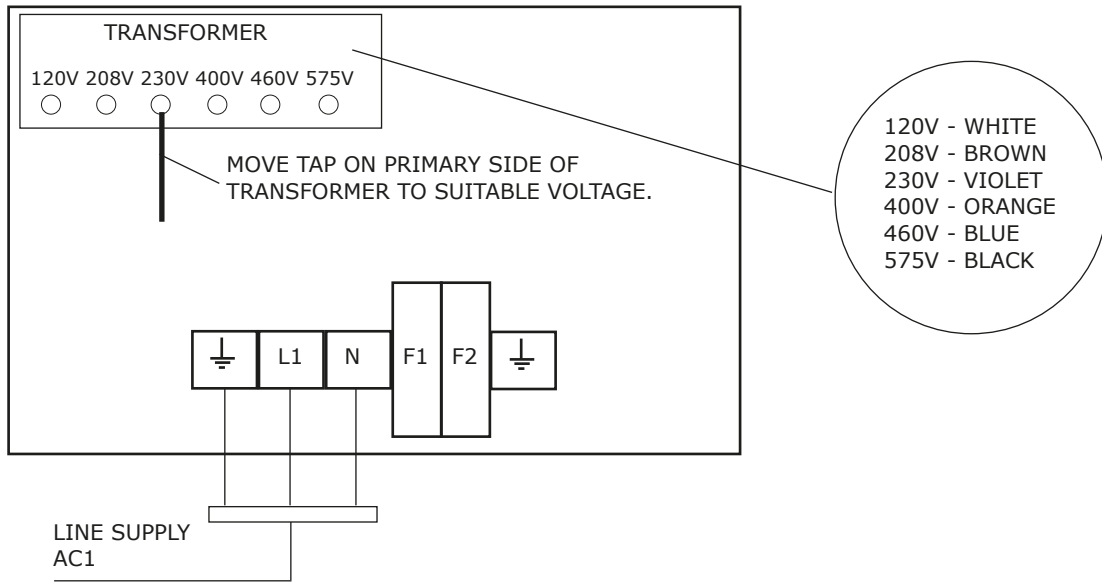 TRANSFORMER
120V 208V 230V 400V 460V 575V
MOVE TAP ON PRIMARY SIDE OF
TRANSFORMER TO SUITABLE VOLTAGE.
120V - WHITE
208V - BROWN
230V - VIOLET
400V - ORANGE
460V - BLUE
575V - BLACK
L1 N F1 F2
LINE SUPPLY
AC1